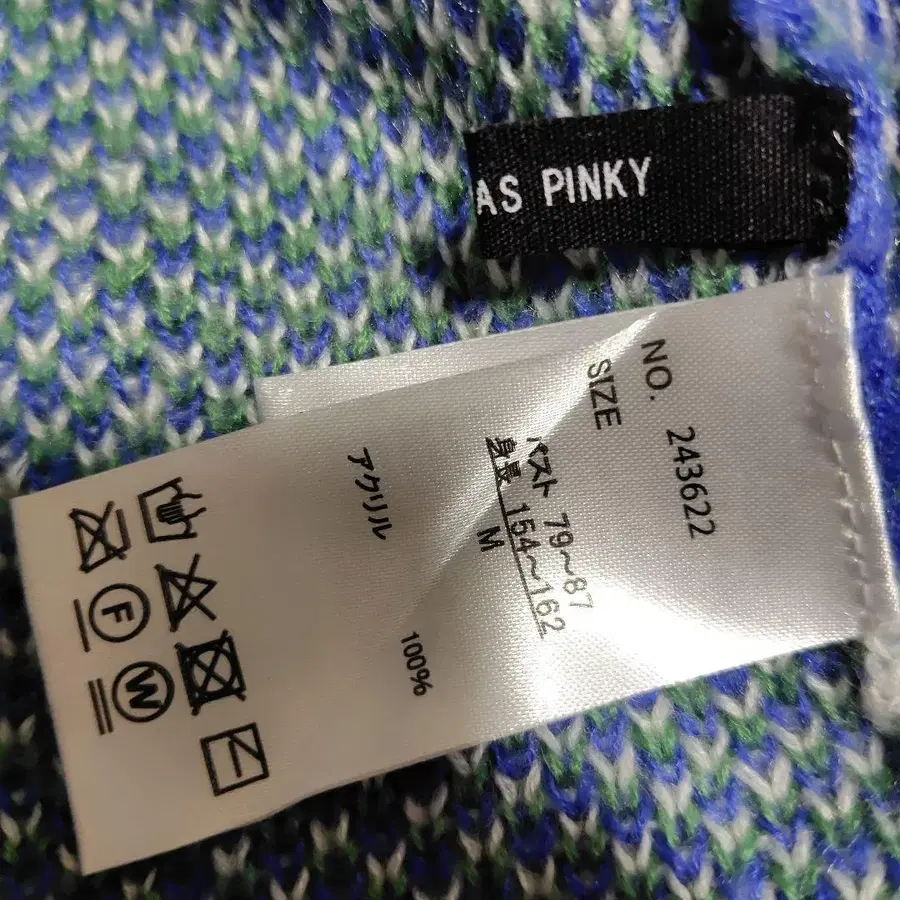 AS PINKY
NO. 243622
SIZE
バスト 79～87
身長 154～162
M
アクリル 100%
F
W